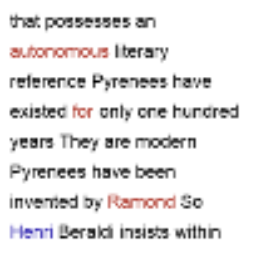 that possesses an
autonomous literary
reference Pyrenees have
existed for only one hundred
years They are modern
Pyrenees have been
invented by Ramond So
Henri Beraldi insists within